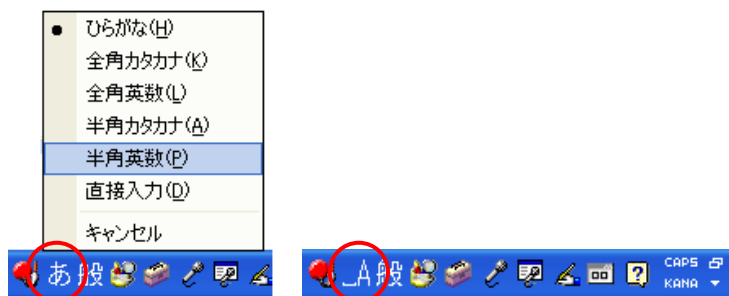 ひらがな(H)
全角カタカナ(K)
全角英数(L)
半角カタカナ(A)
半角英数(P)
直接入力(D)
キャンセル
あ般
_A般
?
CAPS
KANA